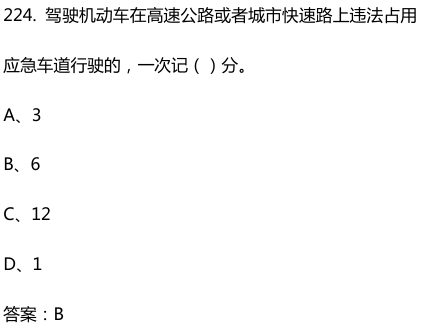 224. 驾驶机动车在高速公路或者城市快速路上违法占用
应急车道行驶的，一次记（ ）分。
A、3
B、6
C、12
D、1
答案：B